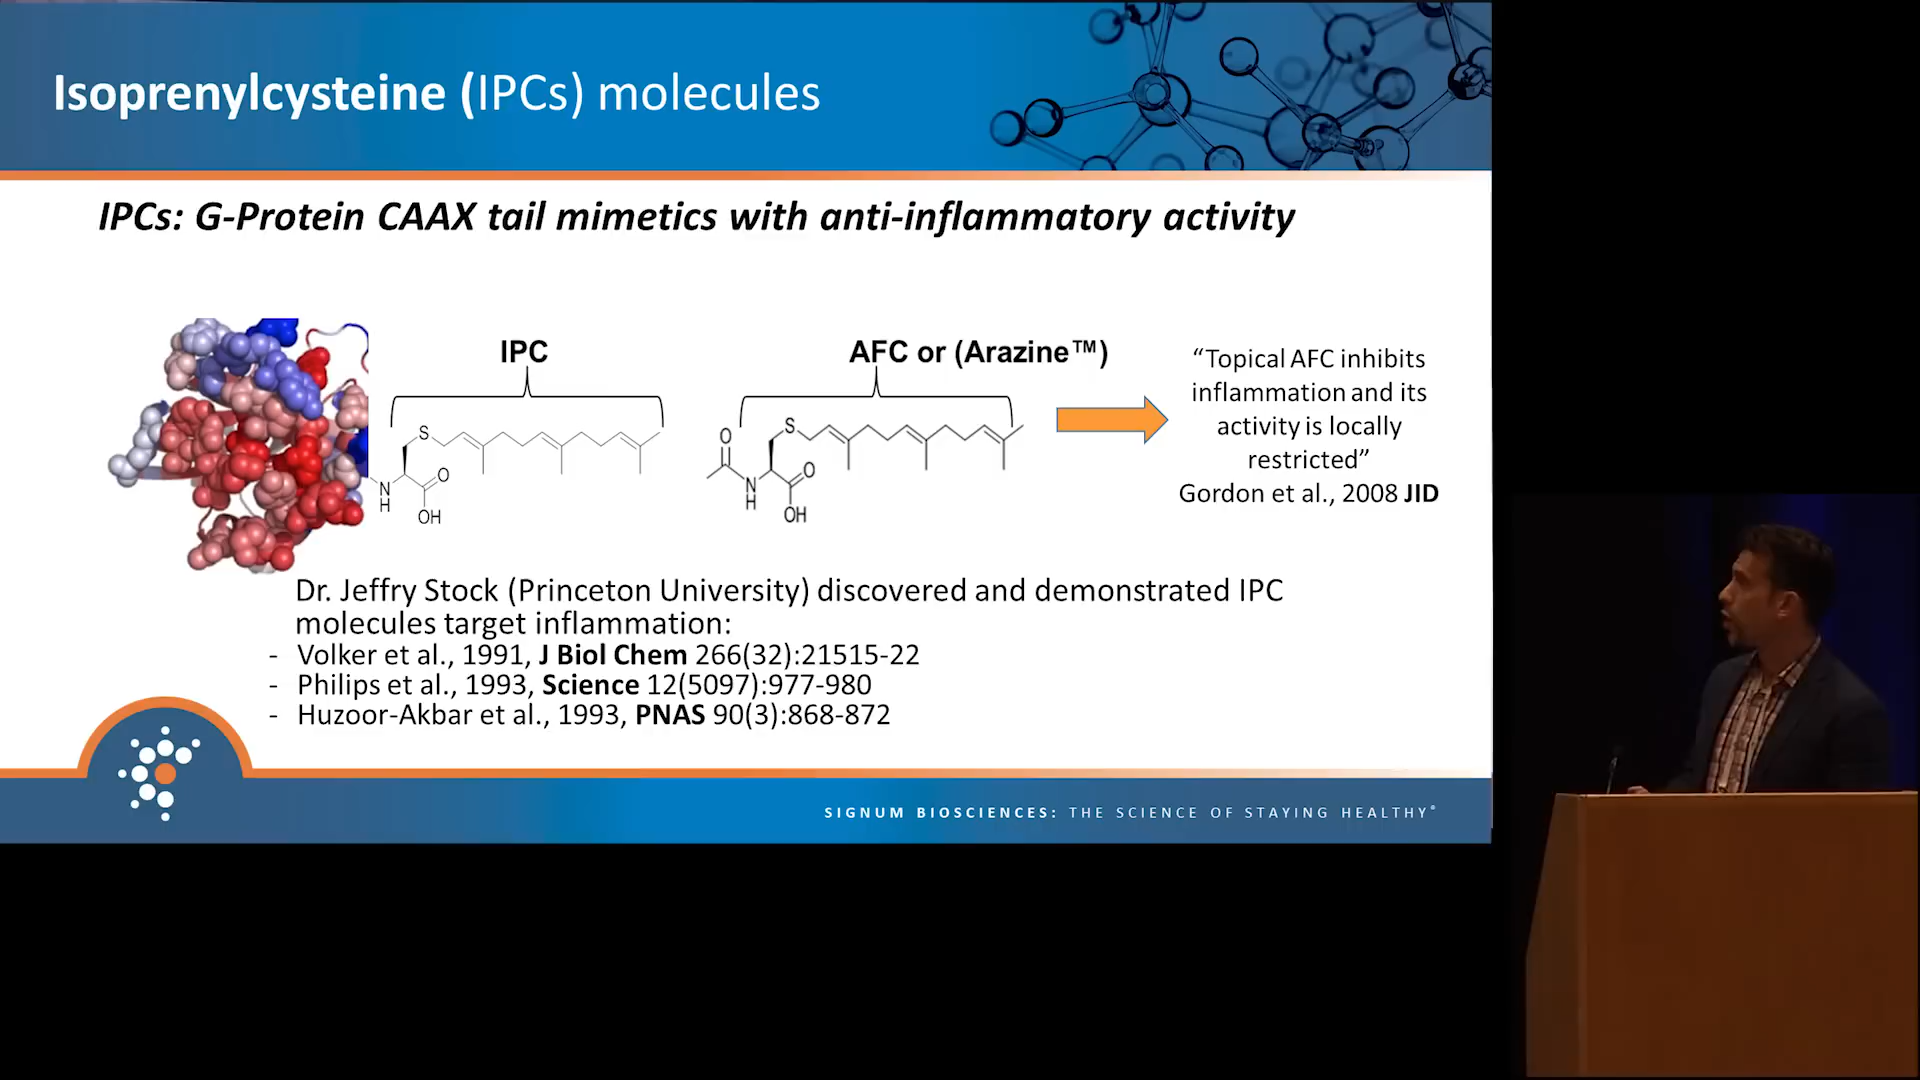 Isoprenylcysteine (IPCs) molecules
IPCs: G-Protein CAAX tail mimetics with anti-inflammatory activity
IPC
S
O
N
H
OH
AFC or (Arazine™)
O
S
O
N
H
OH
“Topical AFC inhibits
inflammation and its
activity is locally
restricted”
Gordon et al., 2008 JID
Dr. Jeffry Stock (Princeton University) discovered and demonstrated IPC
molecules target inflammation:
- Volker et al., 1991, J Biol Chem 266(32):21515-22
- Philips et al., 1993, Science 12(5097):977-980
- Huzoor-Akbar et al., 1993, PNAS 90(3):868-872
SIGNUM BIOSCIENCES: THE SCIENCE OF STAYING HEALTHY®